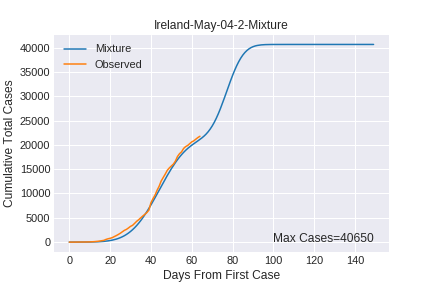 Ireland-May-04-2-Mixture
Cumulative Total Cases
40000
35000
30000
25000
20000
15000
10000
5000
0
Mixture
Observed
Max Cases=40650
0 20 40 60 80 100 120 140
Days From First Case